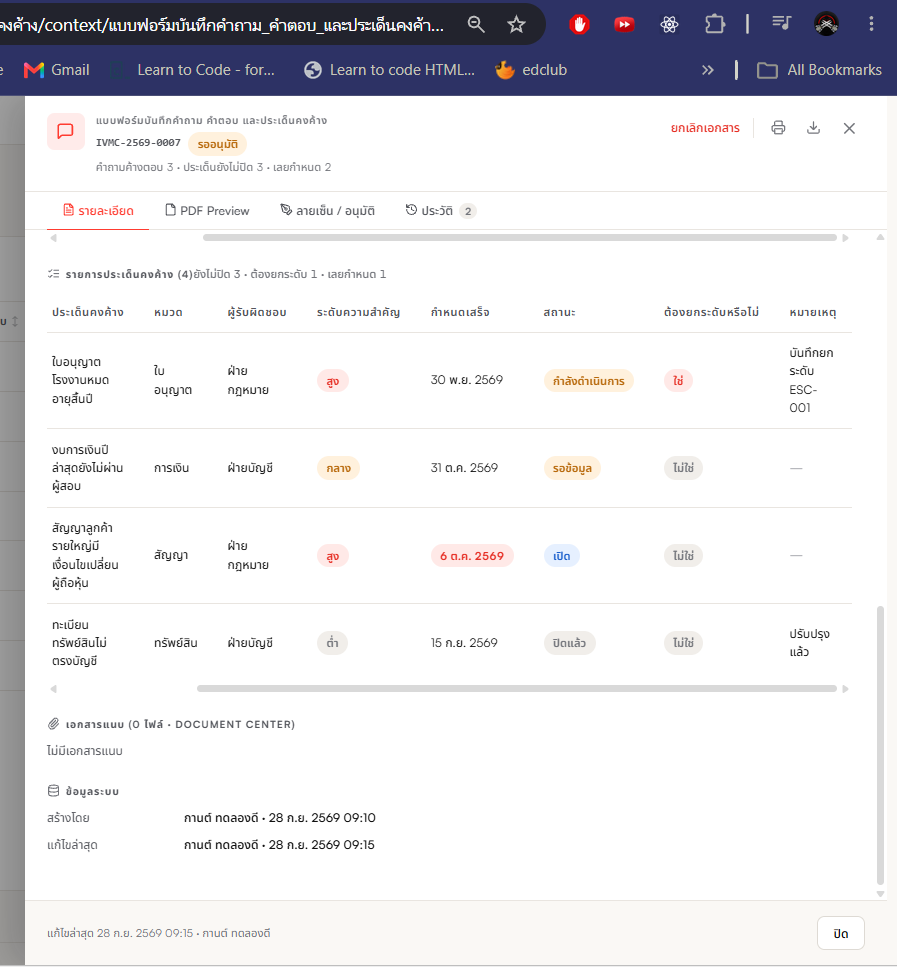 คงค้าง/context/แบบฟอร์มบันทึกคำถาม_คำตอบ_และประเด็นคงค้า...
Gmail Learn to Code - for... Learn to code HTML... edclub All Bookmarks
แบบฟอร์มบันทึกคำถาม คำตอบ และประเด็นคงค้าง
IVMC-2569-0007 รออนุมัติ
คำถามค้างตอบ 3 • ประเด็นยังไม่ปิด 3 • เลยกำหนด 2
ยกเลิกเอกสาร
รายละเอียด PDF Preview ลายเซ็น / อนุมัติ ประวัติ 2
รายการประเด็นคงค้าง (4)ยังไม่ปิด 3 • ต้องยกระดับ 1 • เลยกำหนด 1
ประเด็นคงค้าง หมวด ผู้รับผิดชอบ ระดับความสำคัญ กำหนดเสร็จ สถานะ ต้องยกระดับหรือไม่ หมายเหตุ
ใบอนุญาต
โรงงานหมด
อายุสิ้นปี
ใบ
อนุญาต
ฝ่าย
กฎหมาย
สูง
30 พ.ย. 2569
กำลังดำเนินการ
ใช่
บันทึกยก
ระดับ
ESC-
001
งบการเงินปี
ล่าสุดยังไม่ผ่าน
ผู้สอบ
การเงิน
ฝ่ายบัญชี
กลาง
31 ต.ค. 2569
รอข้อมูล
ไม่ใช่
—
สัญญาลูกค้า
รายใหญ่มี
เงื่อนไขเปลี่ยน
ผู้ถือหุ้น
สัญญา
ฝ่าย
กฎหมาย
สูง
6 ต.ค. 2569
เปิด
ไม่ใช่
—
ทะเบียน
ทรัพย์สินไม่
ตรงบัญชี
ทรัพย์สิน
ฝ่ายบัญชี
ต่ำ
15 ก.ย. 2569
ปิดแล้ว
ไม่ใช่
ปรับปรุง
แล้ว
เอกสารแนบ (0 ไฟล์ • DOCUMENT CENTER)
ไม่มีเอกสารแนบ
ข้อมูลระบบ
สร้างโดย กานต์ ทดลองดี • 28 ก.ย. 2569 09:10
แก้ไขล่าสุด กานต์ ทดลองดี • 28 ก.ย. 2569 09:15
แก้ไขล่าสุด 28 ก.ย. 2569 09:15 • กานต์ ทดลองดี
ปิด